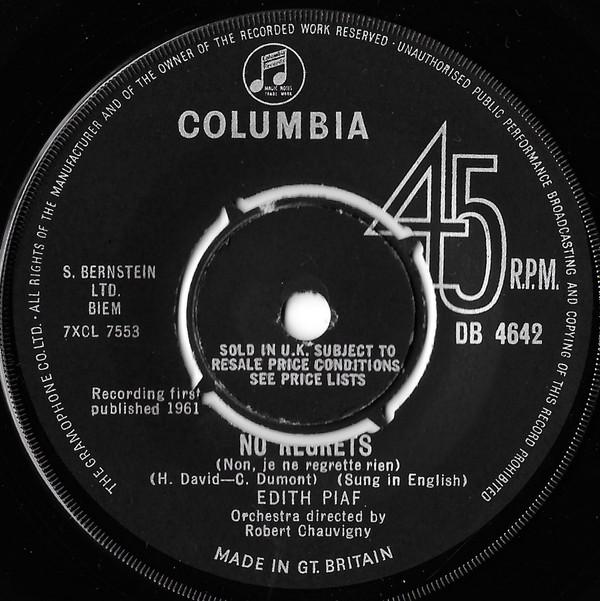 THE GRAMOPHONE CO. LTD. · ALL RIGHTS OF THE MANUFACTURER AND OF THE OWNER OF THE RECORDED WORK RESERVED · UNAUTHORISED PUBLIC PERFORMANCE BROADCASTING AND COPYING OF THIS RECORD PROHIBITED
Columbia
Records
MAGIC NOTES
TRADE MARK
COLUMBIA
45
R.P.M.
S. BERNSTEIN
LTD.
BIEM
7XCL 7553
DB 4642
SOLD IN U.K. SUBJECT TO
RESALE PRICE CONDITIONS,
SEE PRICE LISTS
Recording first
published 1961
NO REGRETS
(Non, je ne regrette rien)
(H. David—C. Dumont) (Sung in English)
EDITH PIAF
Orchestra directed by
Robert Chauvigny
MADE IN GT. BRITAIN